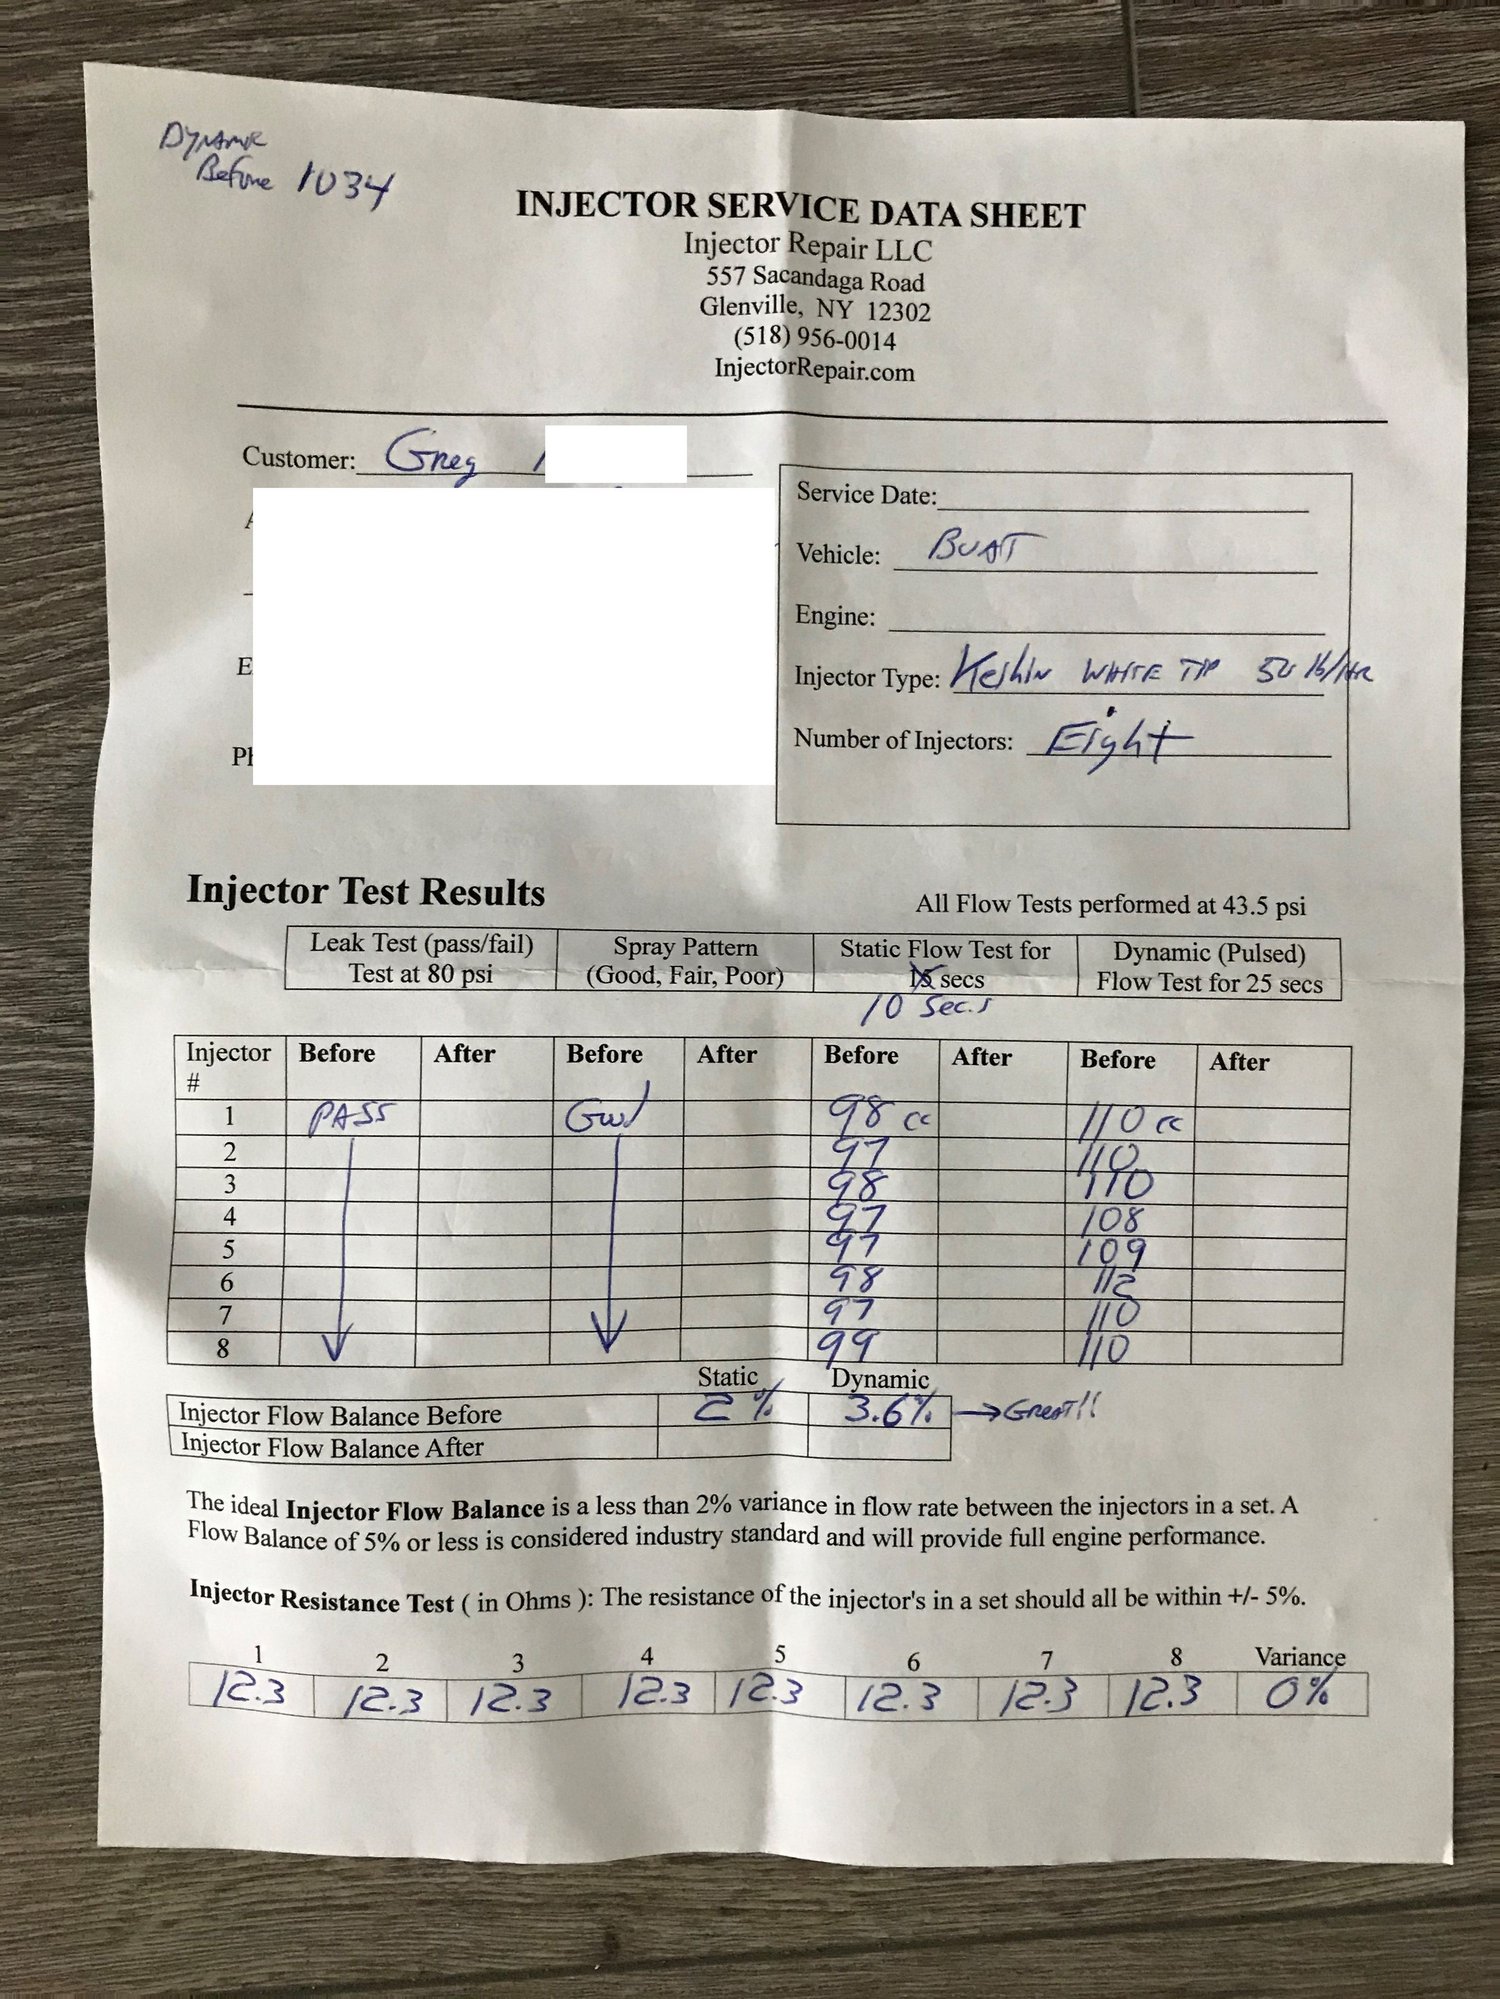 DYNAMIC
Before 1034
INJECTOR SERVICE DATA SHEET
Injector Repair LLC
557 Sacandaga Road
Glenville, NY 12302
(518) 956-0014
InjectorRepair.com
Customer: Greg
Service Date:
Vehicle: BOAT
Engine:
Injector Type: Keihin WHITE TIP 50 lb/HR
Number of Injectors: Eight
Injector Test Results
All Flow Tests performed at 43.5 psi
Leak Test (pass/fail) Test at 80 psi
Spray Pattern (Good, Fair, Poor)
Static Flow Test for 15 secs
10 Secs
Dynamic (Pulsed) Flow Test for 25 secs
Injector # Before After Before After Before After Before After
1 PASS Good 98 cc 110 cc
2 97 110
3 98 110
4 97 108
5 97 109
6 98 112
7 97 110
8 99 110
Static Dynamic
Injector Flow Balance Before 2% 3.6% → Great!!
Injector Flow Balance After
The ideal Injector Flow Balance is a less than 2% variance in flow rate between the injectors in a set. A
Flow Balance of 5% or less is considered industry standard and will provide full engine performance.
Injector Resistance Test ( in Ohms ): The resistance of the injector's in a set should all be within +/- 5%.
1 2 3 4 5 6 7 8 Variance
12.3 12.3 12.3 12.3 12.3 12.3 12.3 12.3 0%